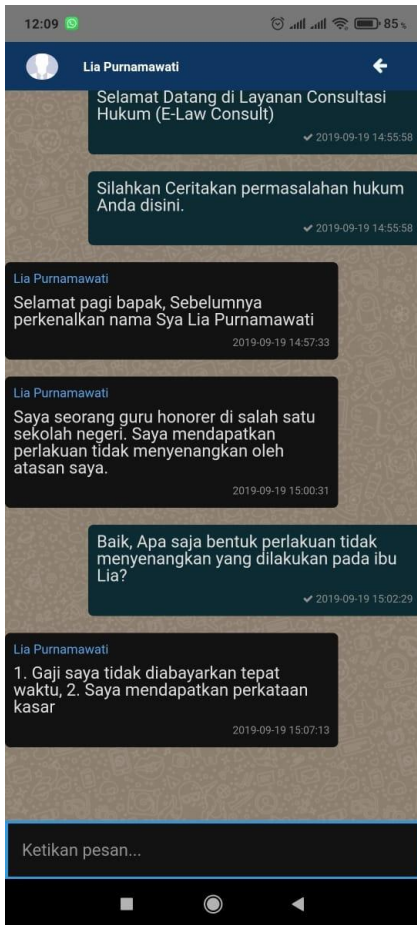 12:09
85%
Lia Purnamawati
Selamat Datang di Layanan Consultasi
Hukum (E-Law Consult)
2019-09-19 14:55:58
Silahkan Ceritakan permasalahan hukum
Anda disini.
2019-09-19 14:55:58
Lia Purnamawati
Selamat pagi bapak, Sebelumnya
perkenalkan nama Sya Lia Purnamawati
2019-09-19 14:57:33
Lia Purnamawati
Saya seorang guru honorer di salah satu
sekolah negeri. Saya mendapatkan
perlakuan tidak menyenangkan oleh
atasan saya.
2019-09-19 15:00:31
Baik, Apa saja bentuk perlakuan tidak
menyenangkan yang dilakukan pada ibu
Lia?
2019-09-19 15:02:29
Lia Purnamawati
1. Gaji saya tidak diabayarkan tepat
waktu, 2. Saya mendapatkan perkataan
kasar
2019-09-19 15:07:13
Ketikan pesan...